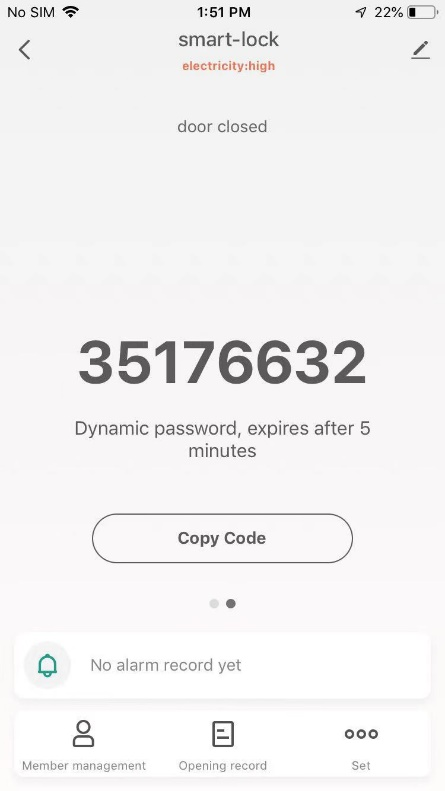 No SIM 1:51 PM 22%
smart-lock
electricity:high
door closed
35176632
Dynamic password, expires after 5
minutes
Copy Code
No alarm record yet
Member management Opening record Set